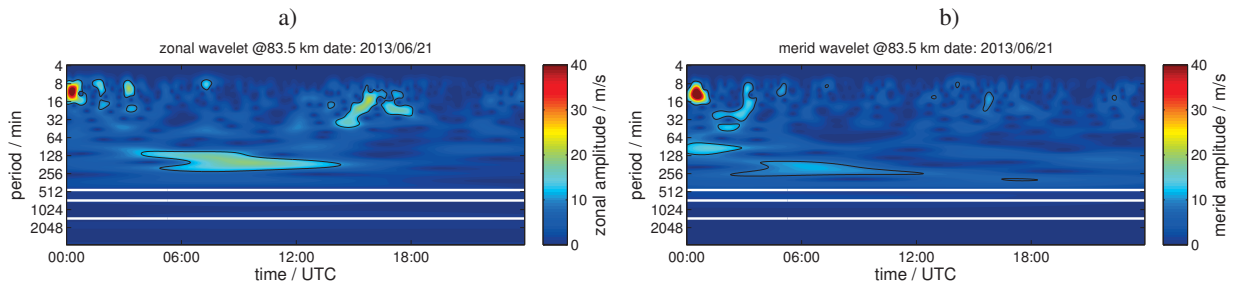 a)
zonal wavelet @83.5 km date: 2013/06/21
4
8
16
32
64
128
256
512
1024
2048
period / min
00:00 06:00 12:00 18:00
time / UTC
40
30
20
10
0
zonal amplitude / m/s
b)
merid wavelet @83.5 km date: 2013/06/21
4
8
16
32
64
128
256
512
1024
2048
period / min
00:00 06:00 12:00 18:00
time / UTC
40
30
20
10
0
merid amplitude / m/s